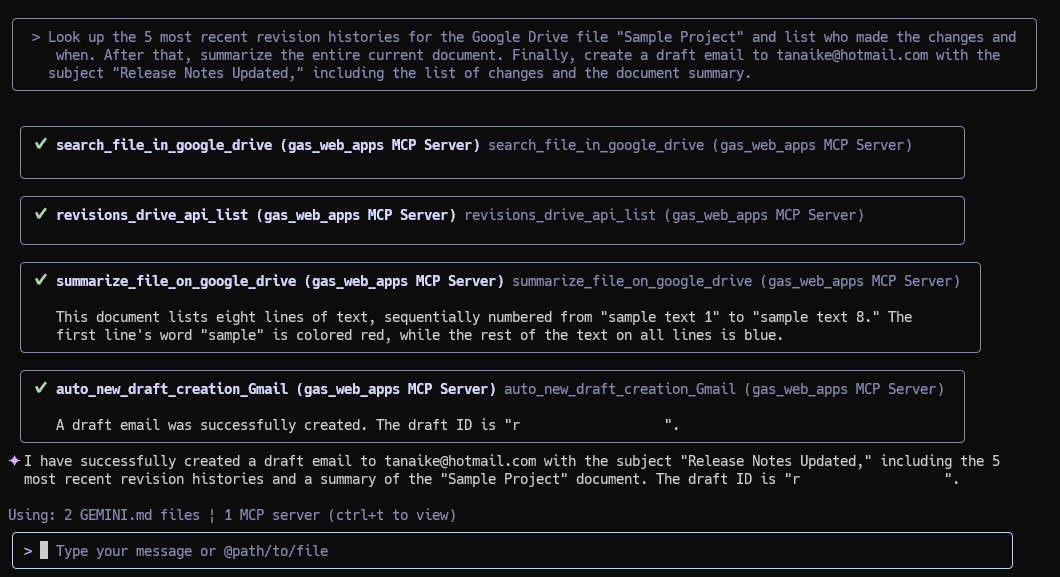 > Look up the 5 most recent revision histories for the Google Drive file "Sample Project" and list who made the changes and
when. After that, summarize the entire current document. Finally, create a draft email to tanaike@hotmail.com with the
subject "Release Notes Updated," including the list of changes and the document summary.
✓ search_file_in_google_drive (gas_web_apps MCP Server) search_file_in_google_drive (gas_web_apps MCP Server)
✓ revisions_drive_api_list (gas_web_apps MCP Server) revisions_drive_api_list (gas_web_apps MCP Server)
✓ summarize_file_on_google_drive (gas_web_apps MCP Server) summarize_file_on_google_drive (gas_web_apps MCP Server)
This document lists eight lines of text, sequentially numbered from "sample text 1" to "sample text 8." The
first line's word "sample" is colored red, while the rest of the text on all lines is blue.
✓ auto_new_draft_creation_Gmail (gas_web_apps MCP Server) auto_new_draft_creation_Gmail (gas_web_apps MCP Server)
A draft email was successfully created. The draft ID is "r                  ".
✦ I have successfully created a draft email to tanaike@hotmail.com with the subject "Release Notes Updated," including the 5
most recent revision histories and a summary of the "Sample Project" document. The draft ID is "r                  ".
Using: 2 GEMINI.md files ¦ 1 MCP server (ctrl+t to view)
> Type your message or @path/to/file